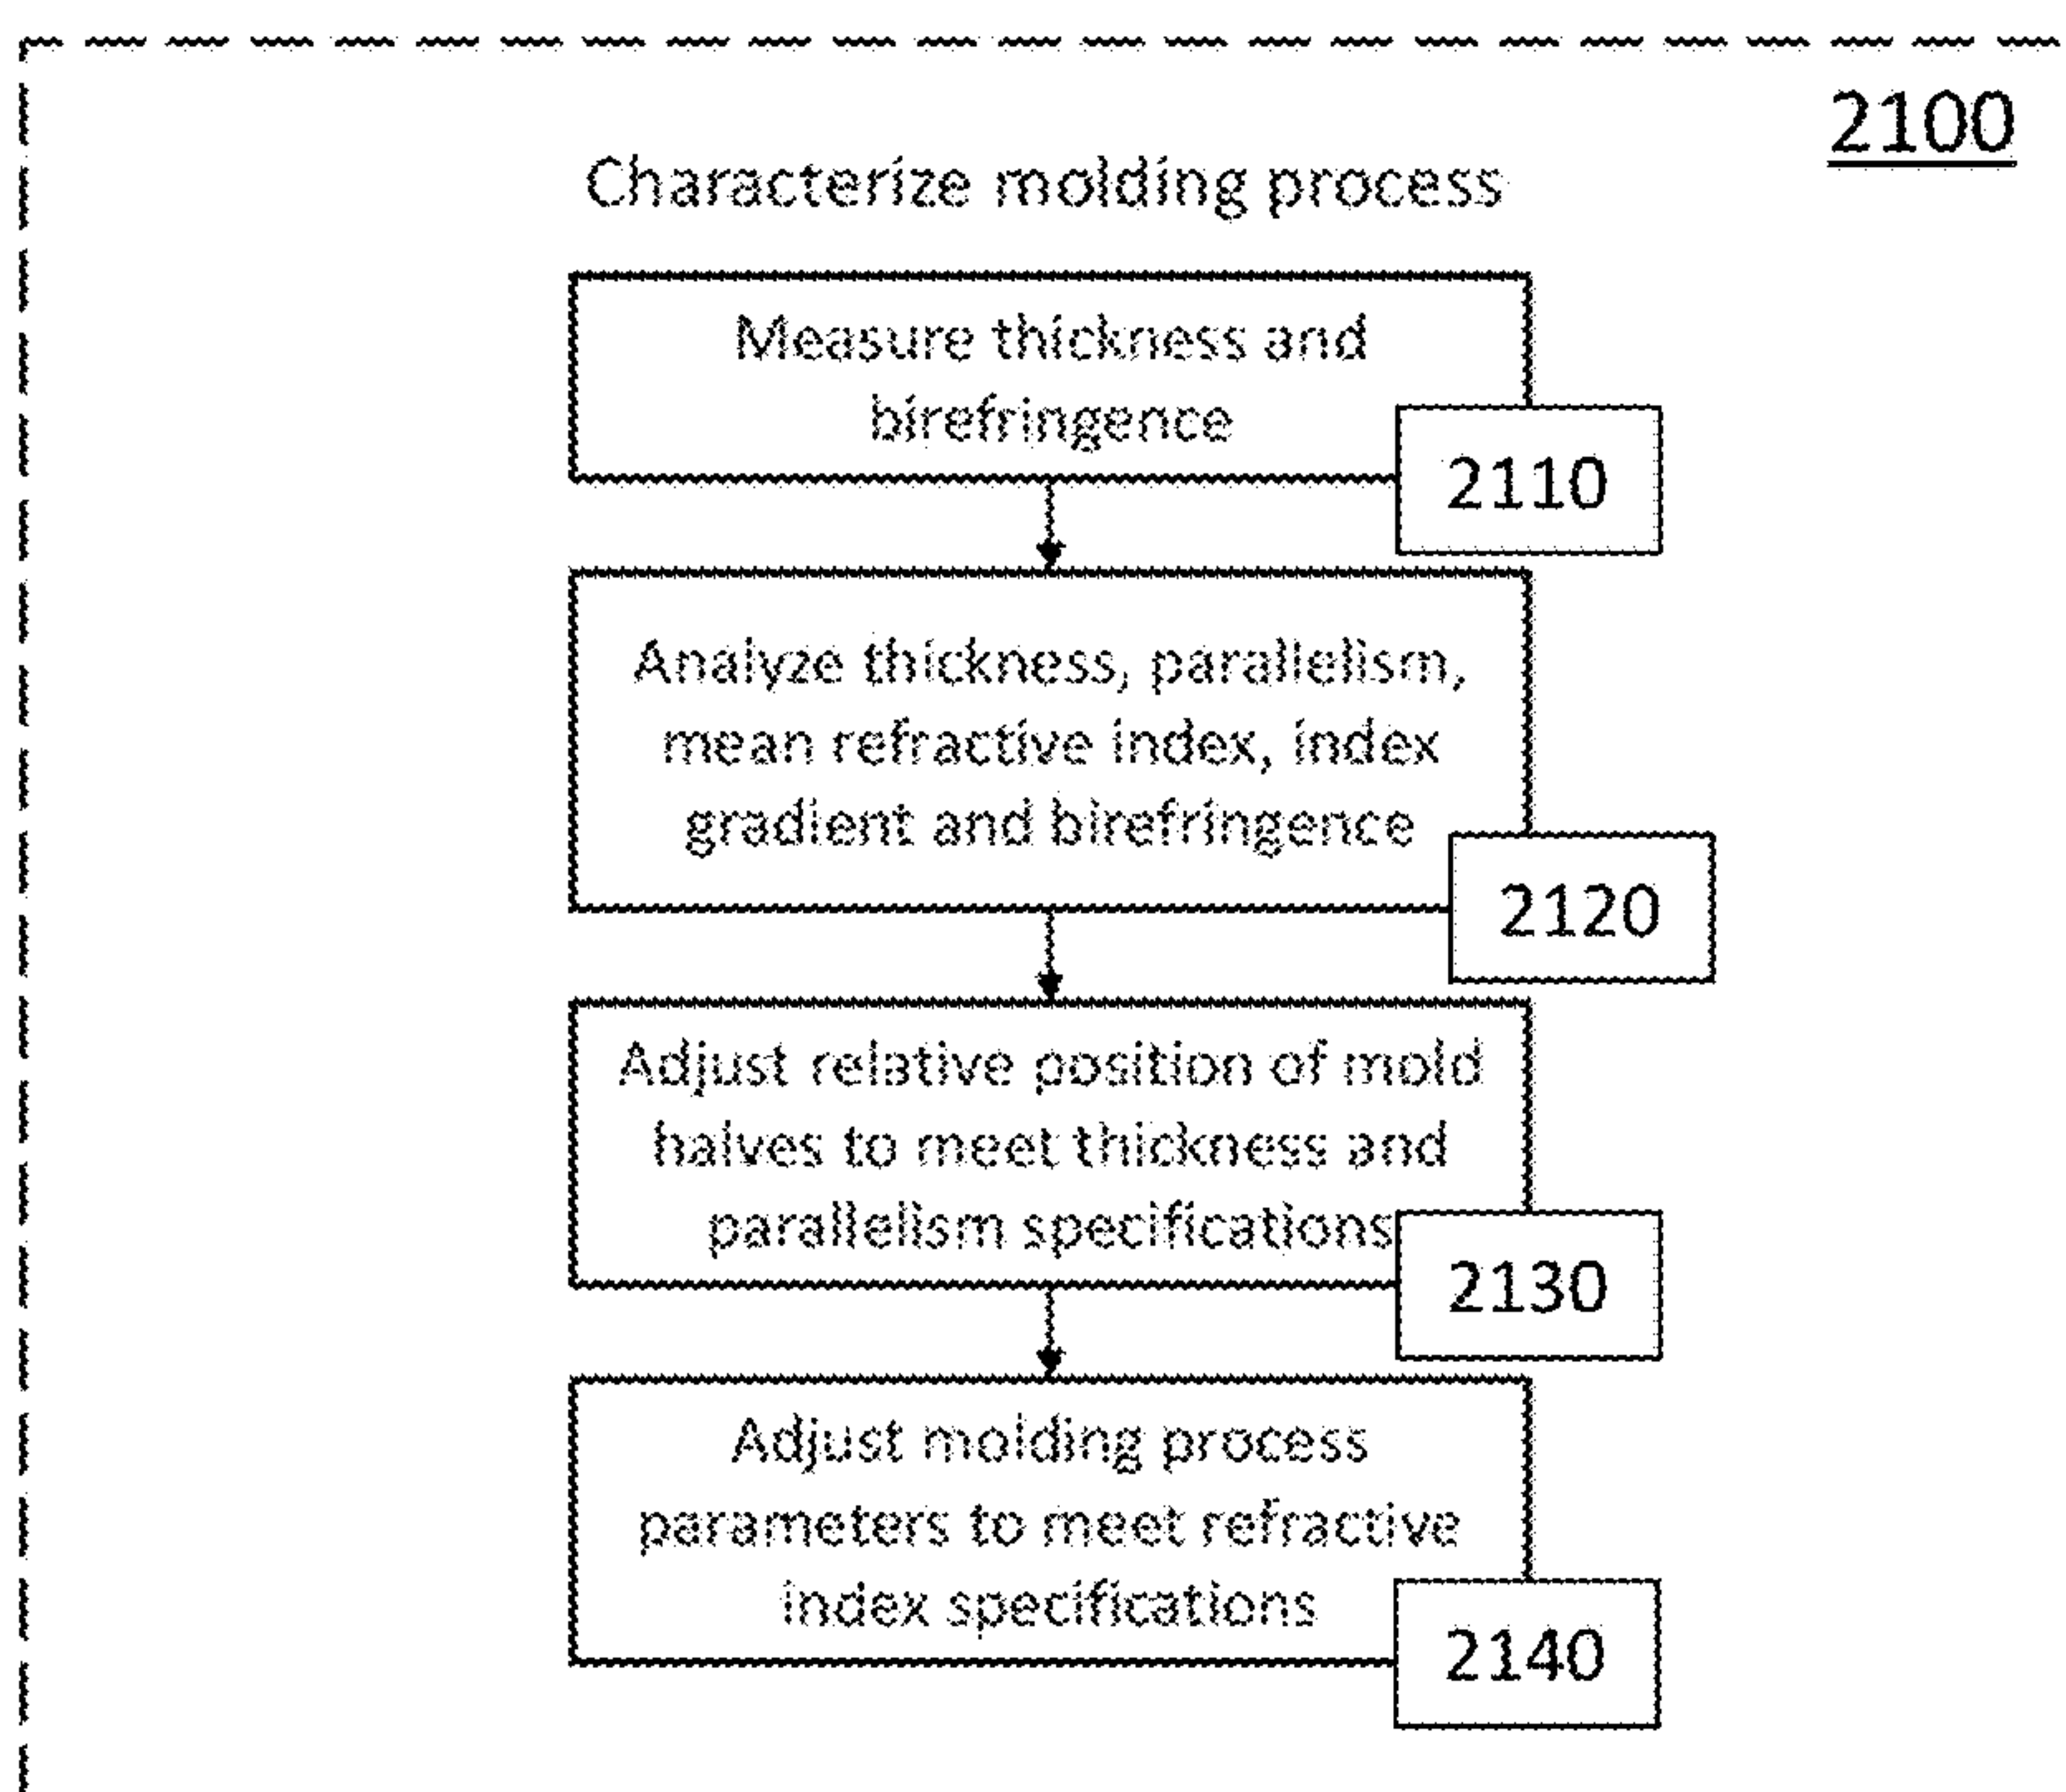 2100
Characterize molding process
Measure thickness and
birefringence
2110
Analyze thickness, parallelism,
mean refractive index, index
gradient and birefringence
2120
Adjust relative position of mold
halves to meet thickness and
parallelism specifications
2130
Adjust molding process
parameters to meet refractive
index specifications
2140